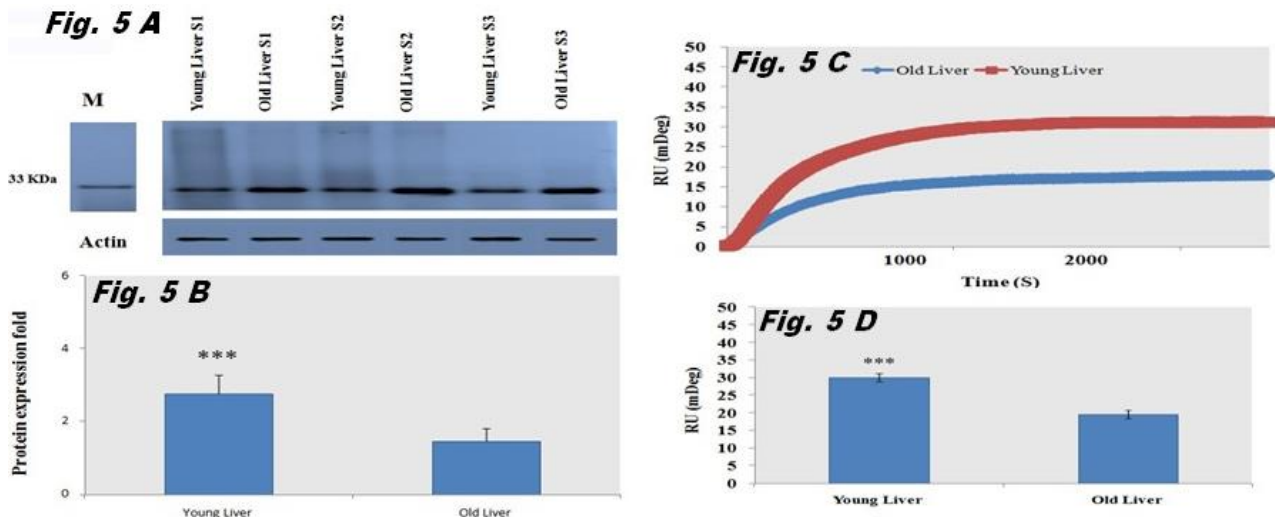 Fig. 5 A
Young Liver S1
Old Liver S1
Young Liver S2
Old Liver S2
Young Liver S3
Old Liver S3
M
33 KDa
Actin
Fig. 5 B
Protein expression fold
6
4
2
0
***
Young Liver
Old Liver
Fig. 5 C
Old Liver
Young Liver
RU (mDeg)
50
45
40
35
30
25
20
15
10
5
0
1000
2000
Time (S)
Fig. 5 D
RU (mDeg)
50
45
40
35
30
25
20
15
10
5
0
***
Young Liver
Old Liver